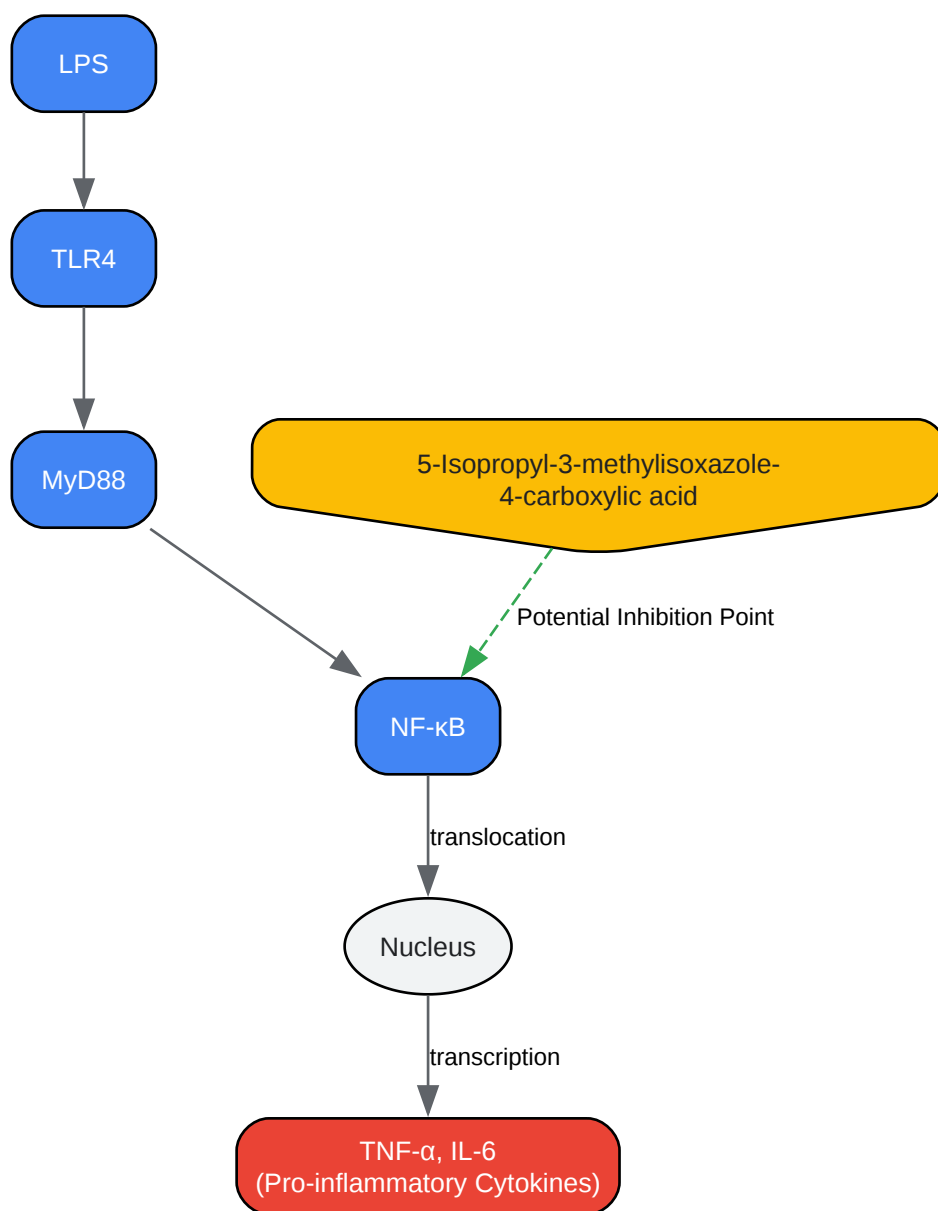 LPS
TLR4
MyD88
5-Isopropyl-3-methylisoxazole-
4-carboxylic acid
Potential Inhibition Point
NF-κB
translocation
Nucleus
transcription
TNF-α, IL-6
(Pro-inflammatory Cytokines)